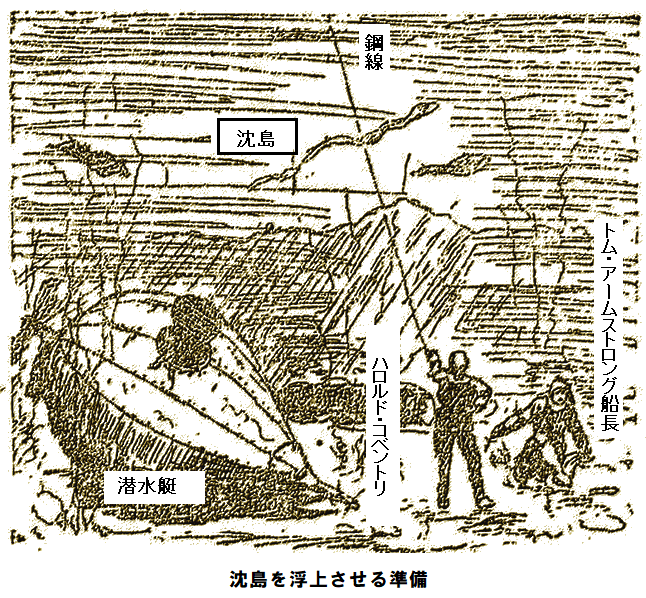 鋼線
沈島
トム・アームストロング船長
ハロルド・コベントリ
潜水艇
沈島を浮上させる準備